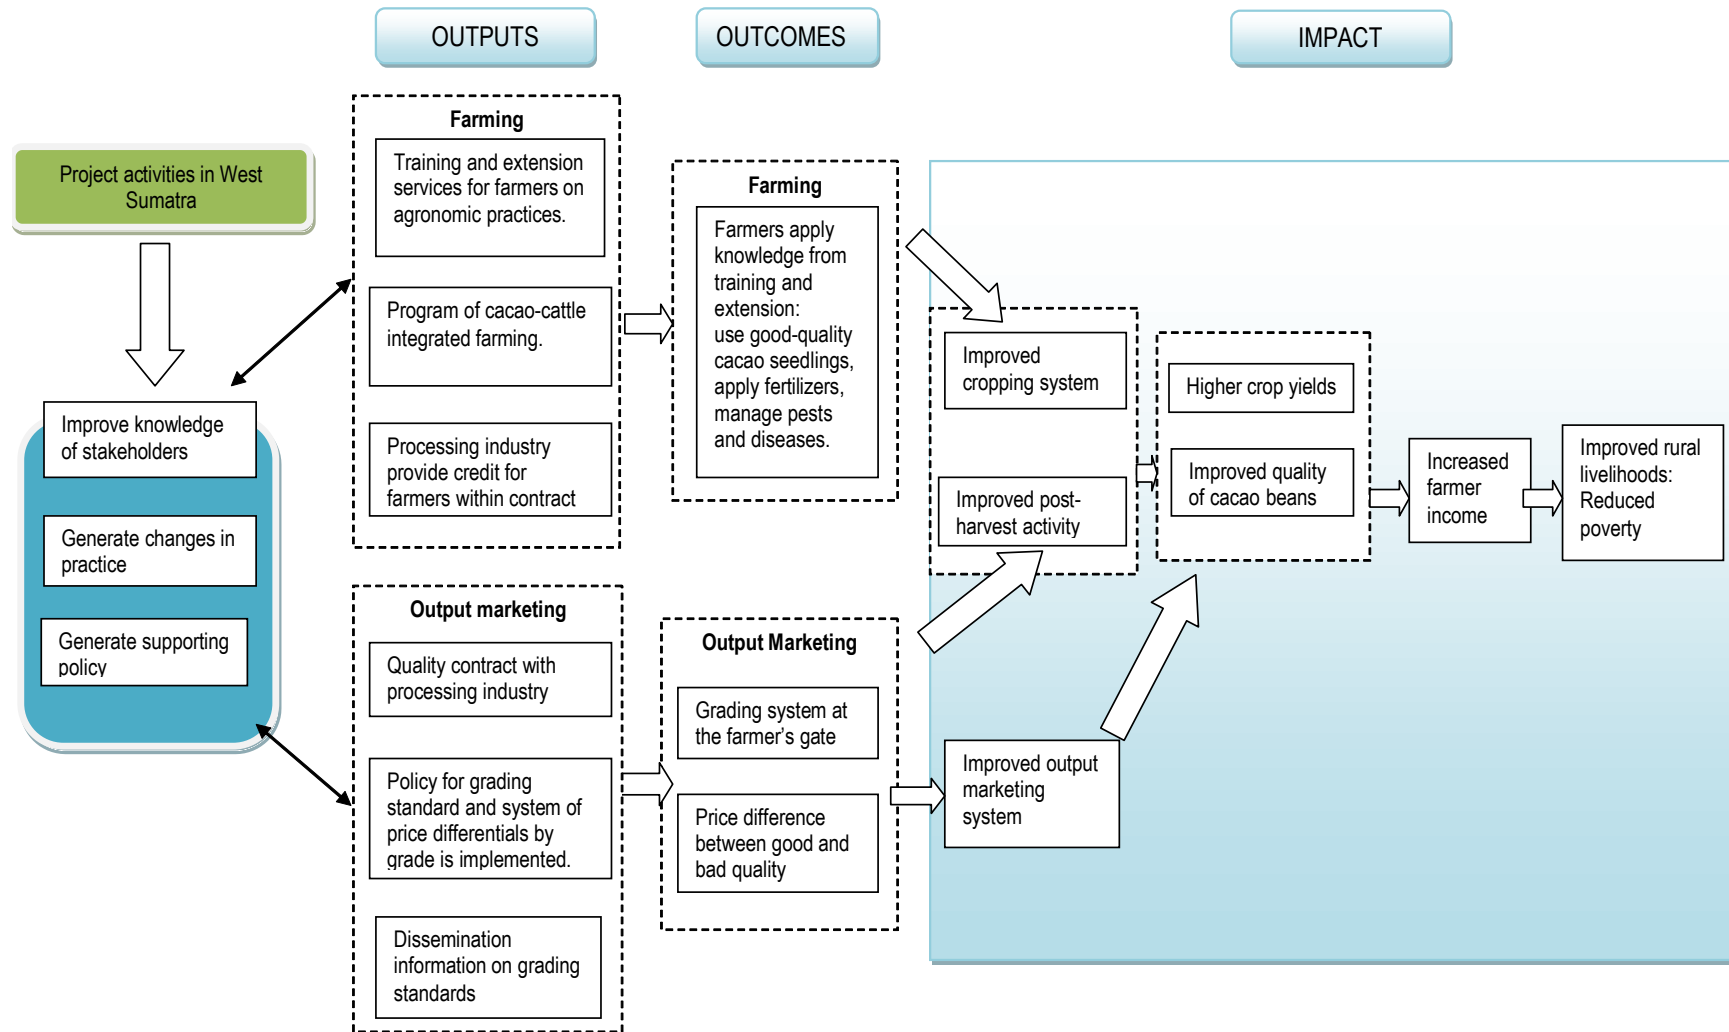 OUTPUTS
OUTCOMES
IMPACT
Project activities in West
Sumatra
Improve knowledge
of stakeholders
Generate changes in
practice
Generate supporting
policy
Farming
Training and extension
services for farmers on
agronomic practices.
Program of cacao-cattle
integrated farming.
Processing industry
provide credit for
farmers within contract
Output marketing
Quality contract with
processing industry
Policy for grading
standard and system of
price differentials by
grade is implemented.
Dissemination
information on grading
standards
Farming
Farmers apply
knowledge from
training and
extension:
use good-quality
cacao seedlings,
apply fertilizers,
manage pests
and diseases.
Output Marketing
Grading system at
the farmer’s gate
Price difference
between good and
bad quality
Improved
cropping system
Improved post-
harvest activity
Improved output
marketing
system
Higher crop yields
Improved quality
of cacao beans
Increased
farmer
income
Improved rural
livelihoods:
Reduced
poverty